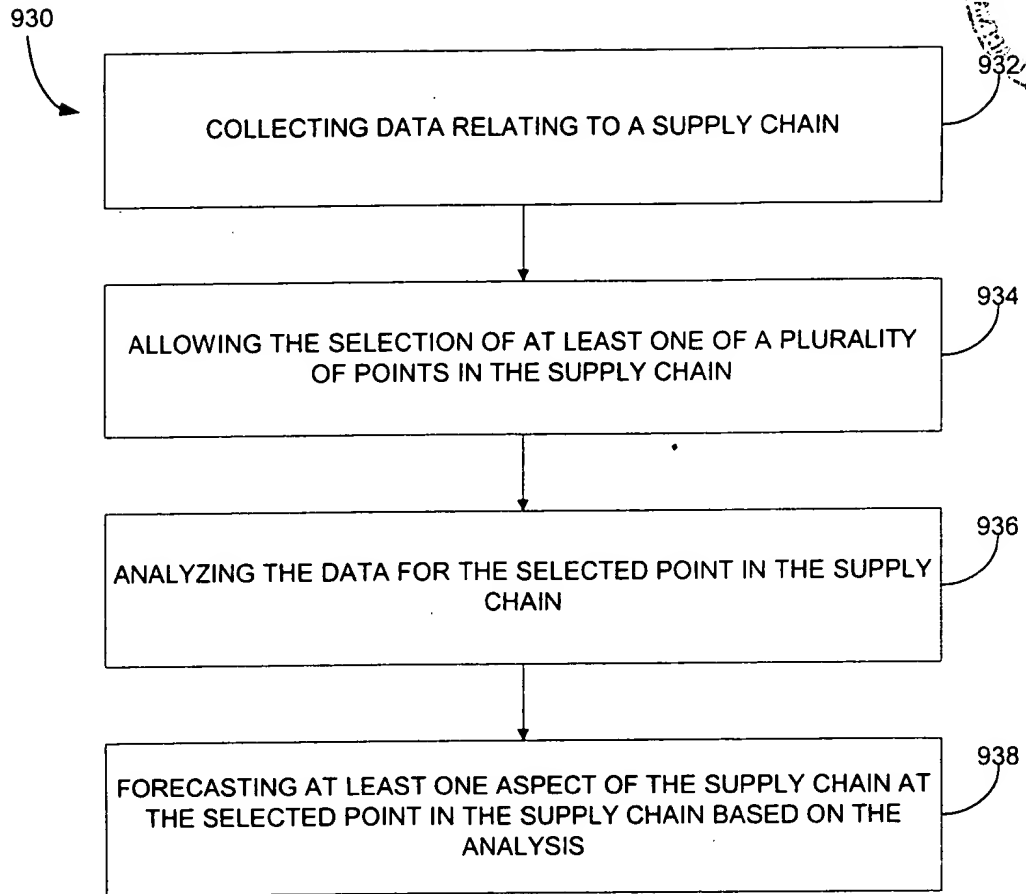 930
932
COLLECTING DATA RELATING TO A SUPPLY CHAIN
934
ALLOWING THE SELECTION OF AT LEAST ONE OF A PLURALITY
OF POINTS IN THE SUPPLY CHAIN
936
ANALYZING THE DATA FOR THE SELECTED POINT IN THE SUPPLY
CHAIN
938
FORECASTING AT LEAST ONE ASPECT OF THE SUPPLY CHAIN AT
THE SELECTED POINT IN THE SUPPLY CHAIN BASED ON THE
ANALYSIS